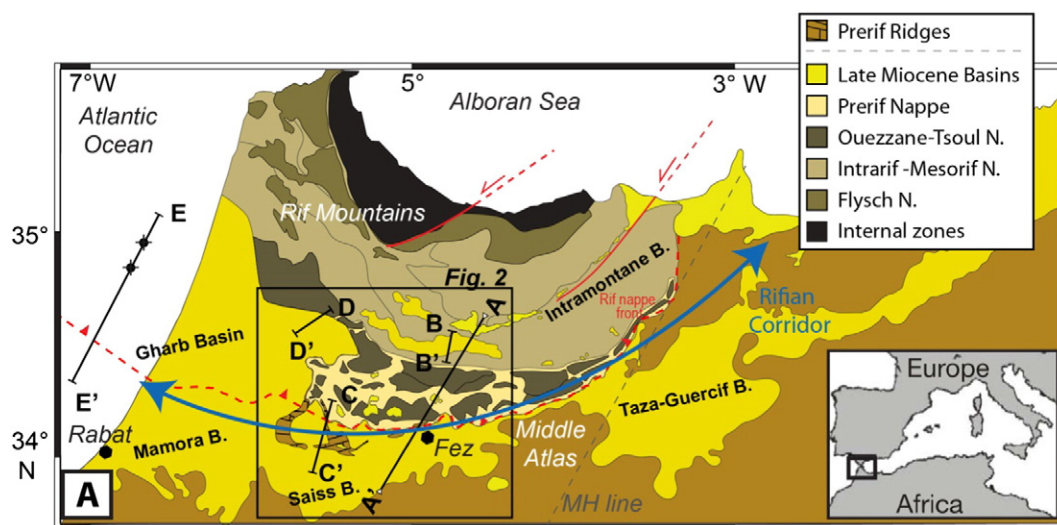 7°W
5°
3° W
Atlantic
Ocean
Alboran Sea
Prerif Ridges
Late Miocene Basins
Prerif Nappe
Ouezzane-Tsoul N.
Intrarif -Mesorif N.
Flysch N.
Internal zones
E
Rif Mountains
35°
Fig. 2
A
Intramontane B.
Rif nappe
front
Rifian
Corridor
D
B
Gharb Basin
D'
B'
C
Taza-Guercif B.
Europe
E'
34°
N
Rabat
Mamora B.
Fez
Middle
Atlas
C'
Saiss B.
A'
MH line
A
Africa